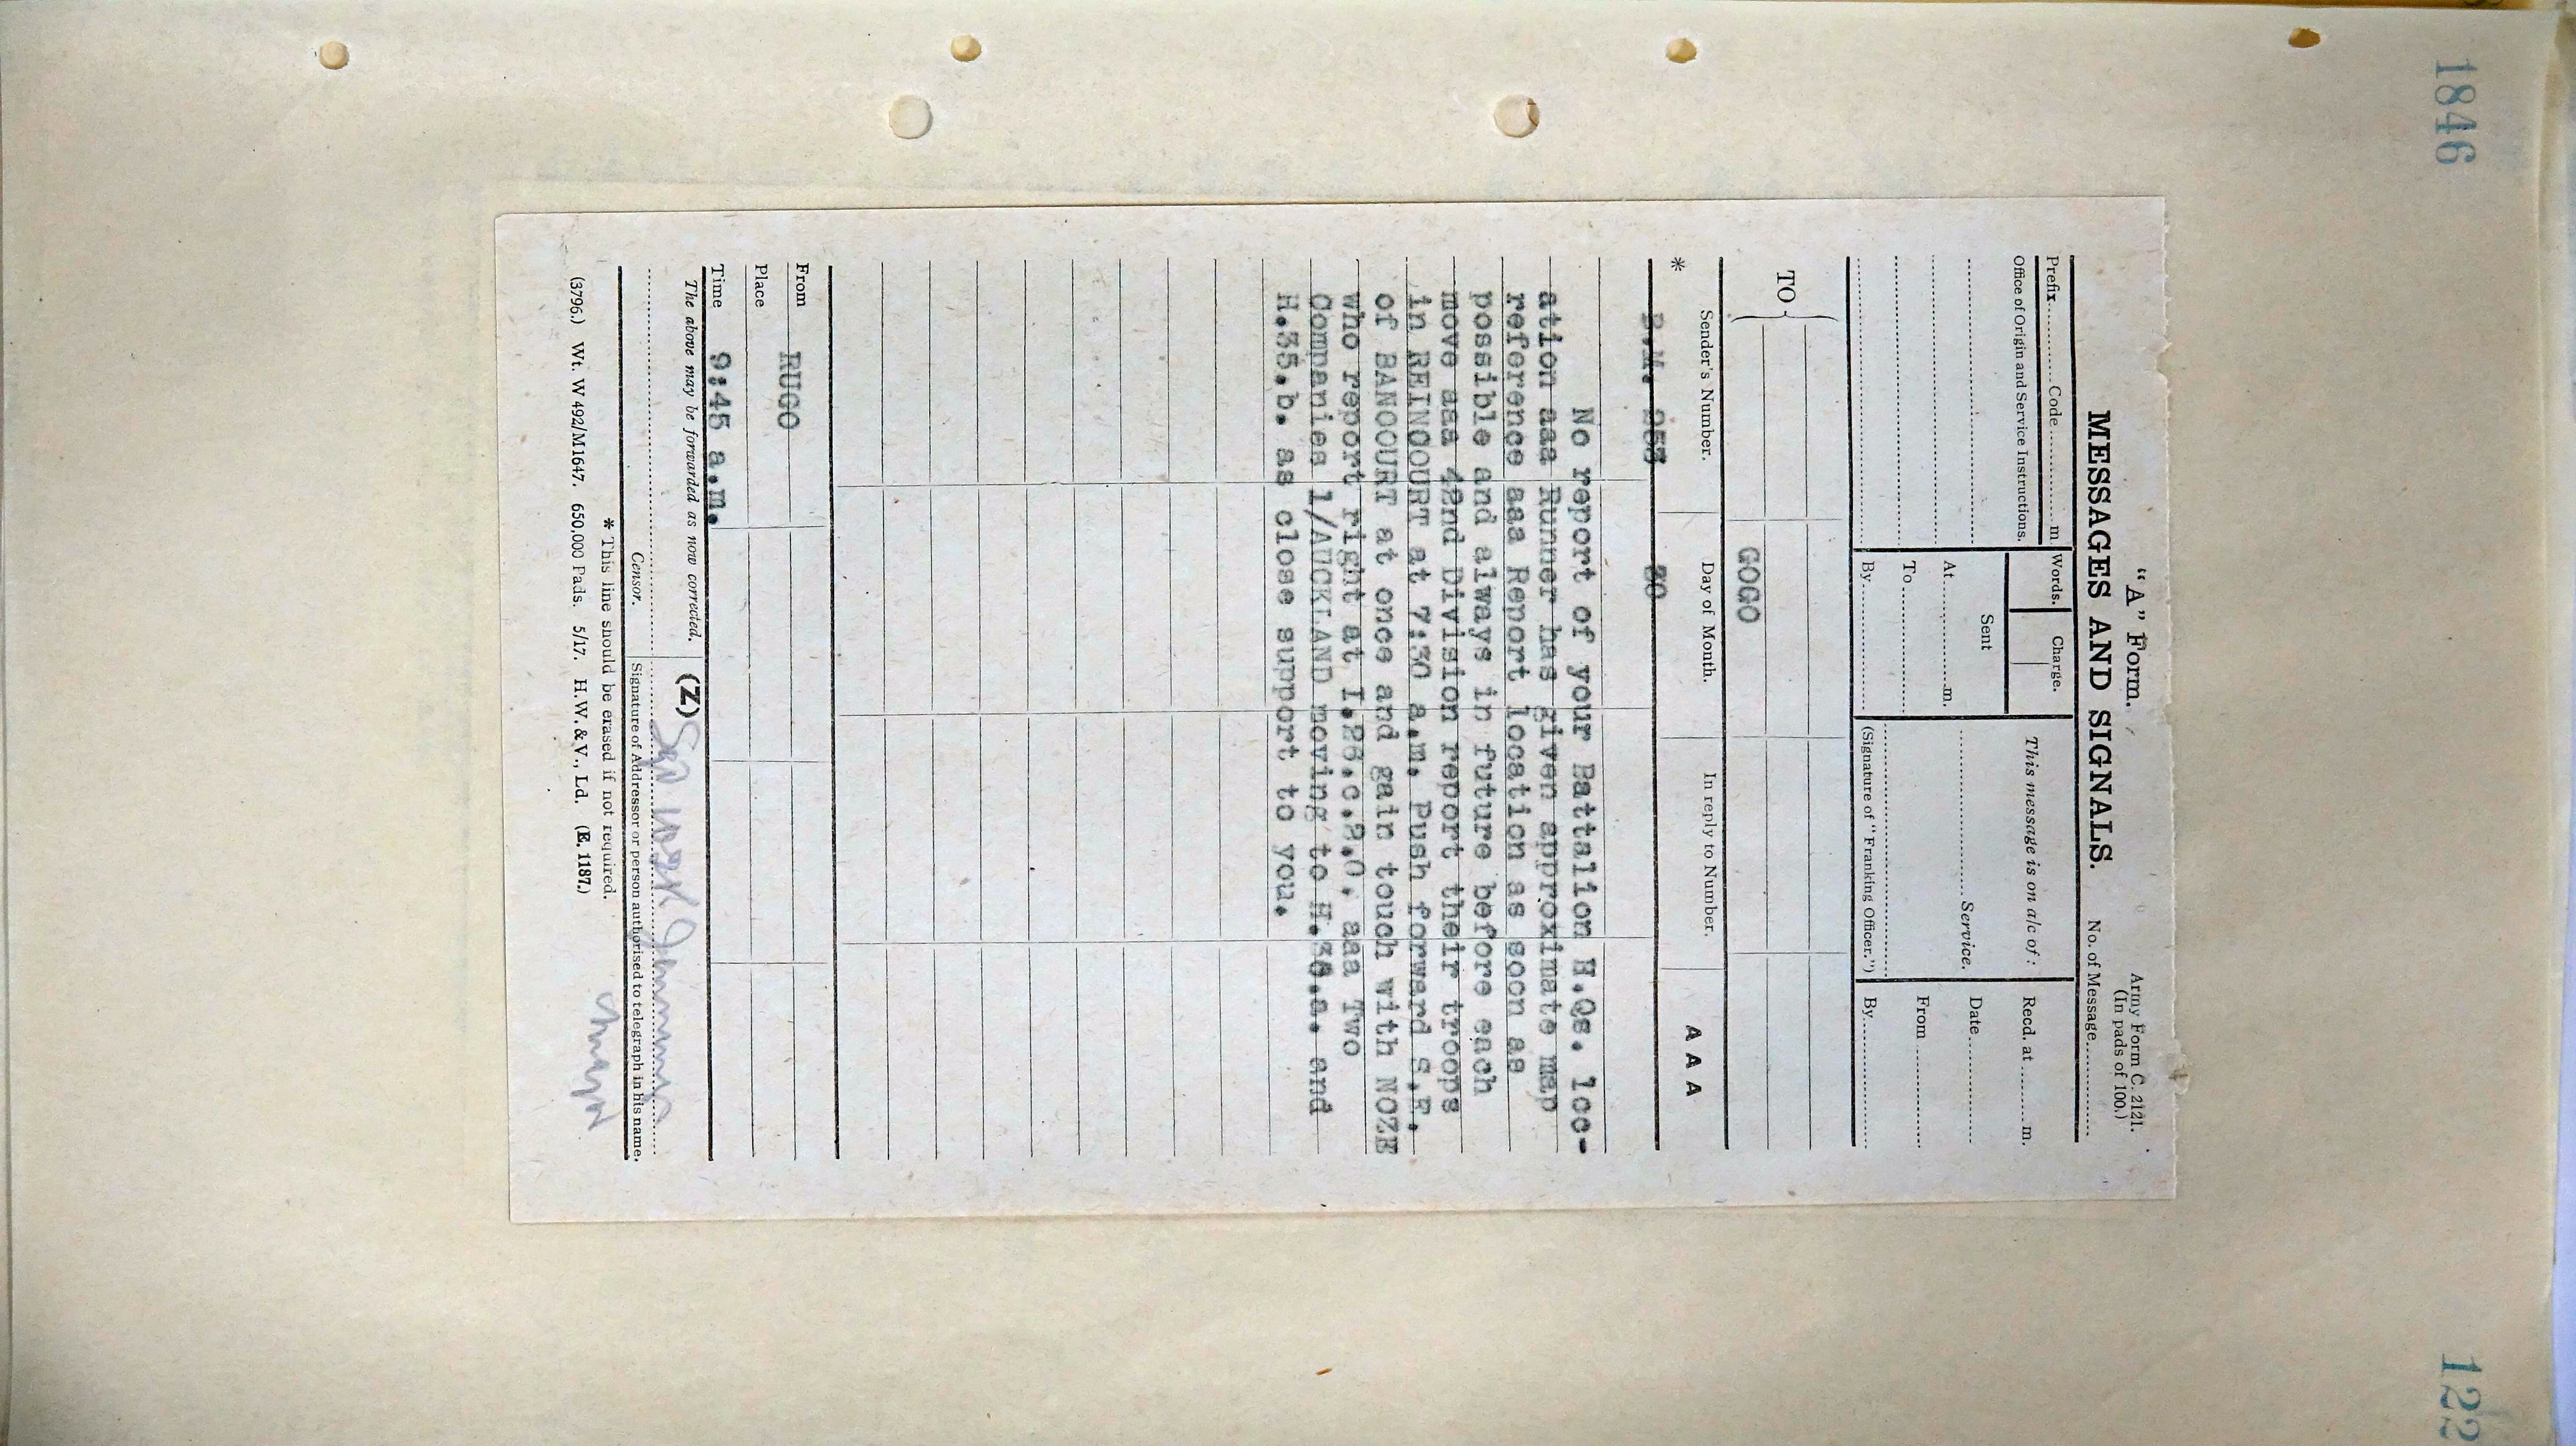 1846
122
"A" Form.
MESSAGES AND SIGNALS.
Army Form C. 2121.
(In pads of 100.)
No. of Message..........
Prefix.......... Code .......... m
Words.
Charge.
This message is on a/c of:
Recd. at .......... m.
Office of Origin and Service Instructions.
Sent
.......... Service.
Date..........
At..........m.
To..........
From ..........
By..........
(Signature of "Franking Officer.")
By..........
TO
GOGO
* Sender's Number.
Day of Month.
In reply to Number.
A A A
B.M. 253
30
No report of your Battalion H.Qs. loc-
ation aaa Runner has given approximate map
reference aaa Report location as soon as
possible and always in future before each
move aaa 42nd Division report their troops
in REINCOURT at 7:30 a.m. Push forward S.E.
of BANCOURT at once and gain touch with NOZE
who report right at I.26.c.2.0. aaa Two
Companies 1/AUCKLAND moving to H.36.a. and
H.35.b. as close support to you.
From RUGO
Place
Time 9:45 a.m.
The above may be forwarded as now corrected.
(Z)
Censor.
Signature of Addressor or person authorised to telegraph in his name.
* This line should be erased if not required.
(3796.) Wt. W 492/M1647. 650,000 Pads. 5/17. H.W.&V., Ld. (E. 1187.)